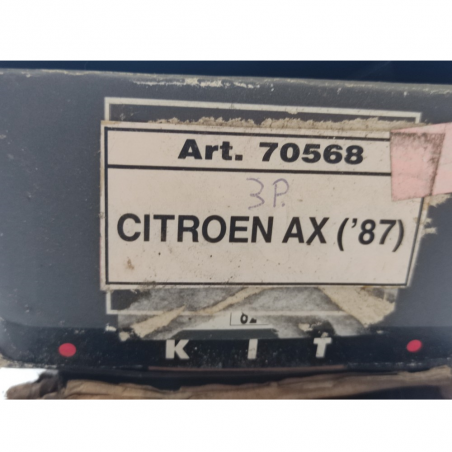 Art. 70568
3P.
CITROEN AX ('87)
KIT